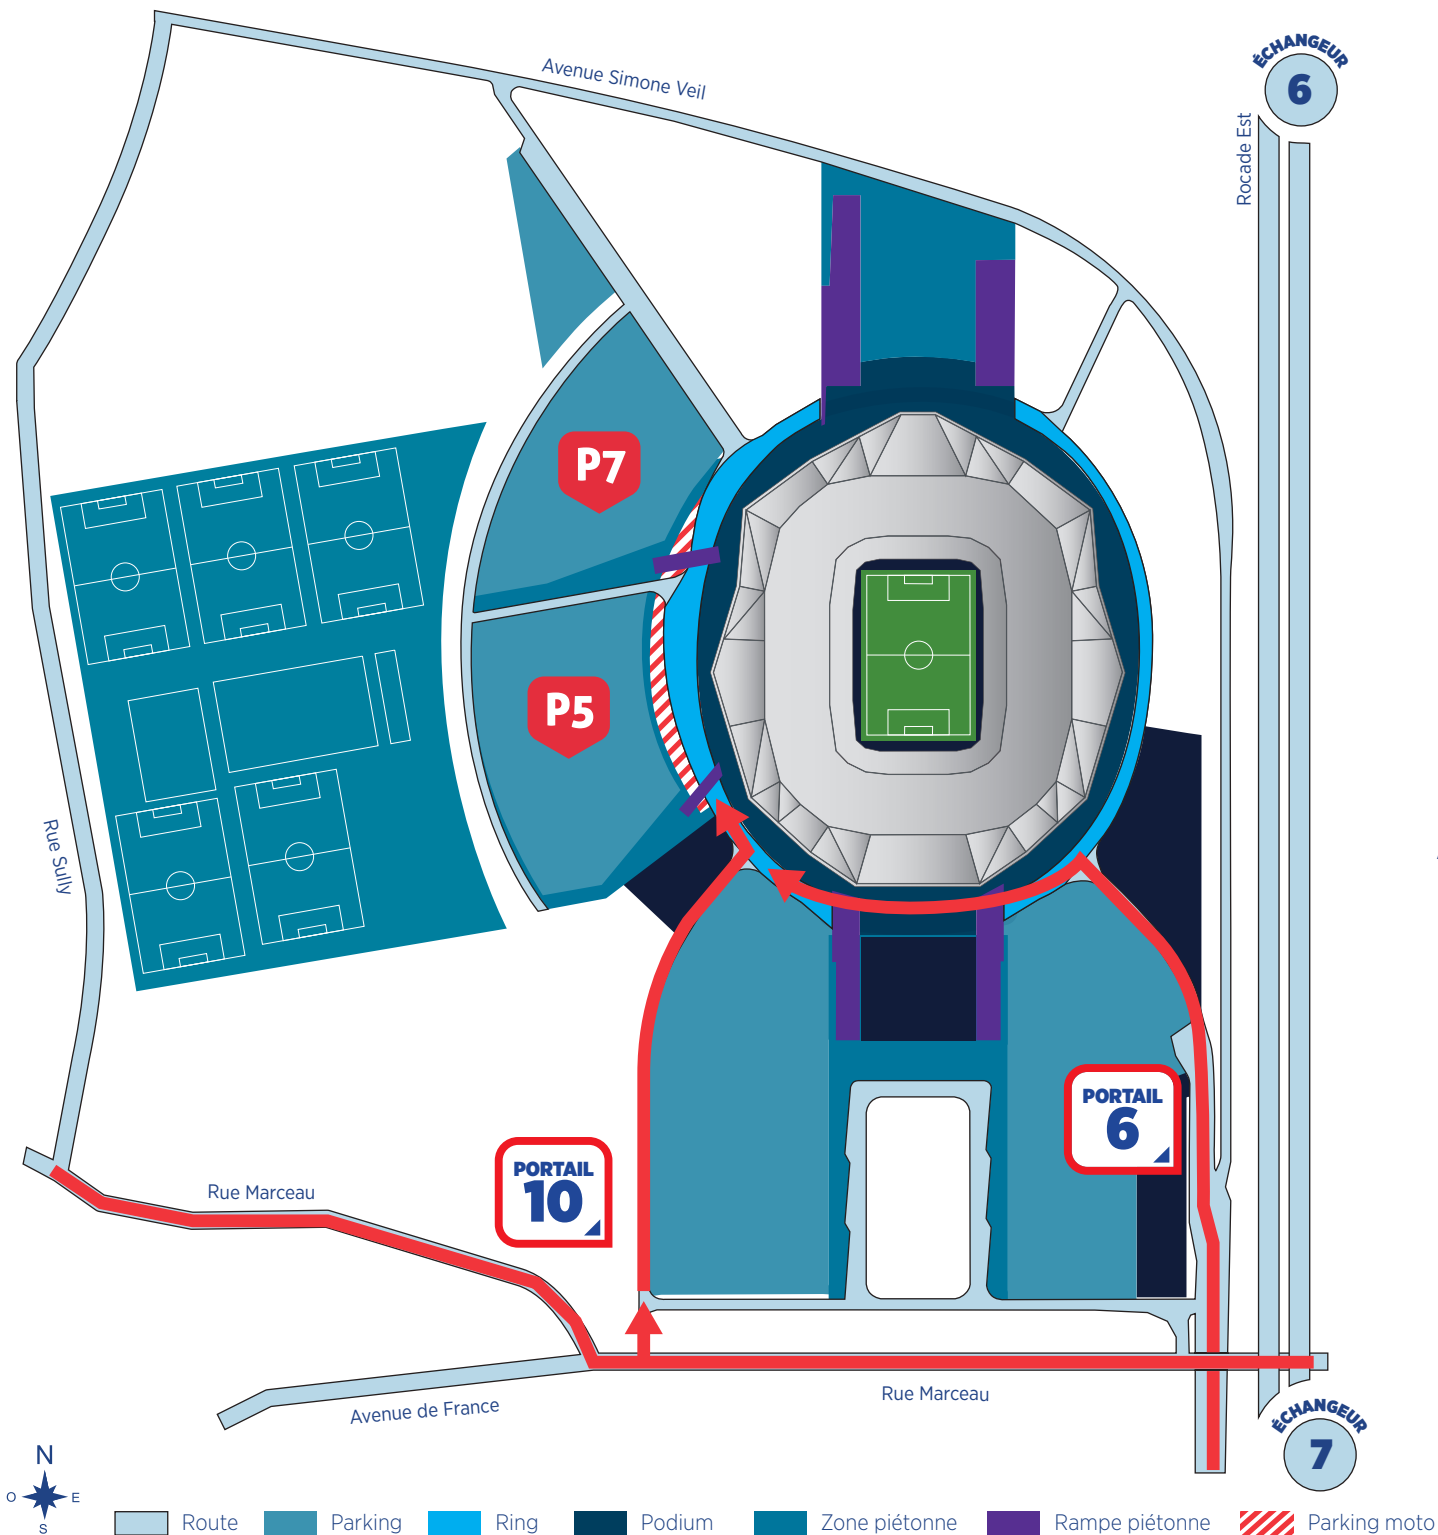 Avenue Simone Veil
ÉCHANGEUR
6
Rocade Est
P7
P5
Rue Sully
PORTAIL
6
PORTAIL
10
Rue Marceau
Rue Marceau
Avenue de France
ÉCHANGEUR
7
N
O
E
S
Route
Parking
Ring
Podium
Zone piétonne
Rampe piétonne
Parking moto